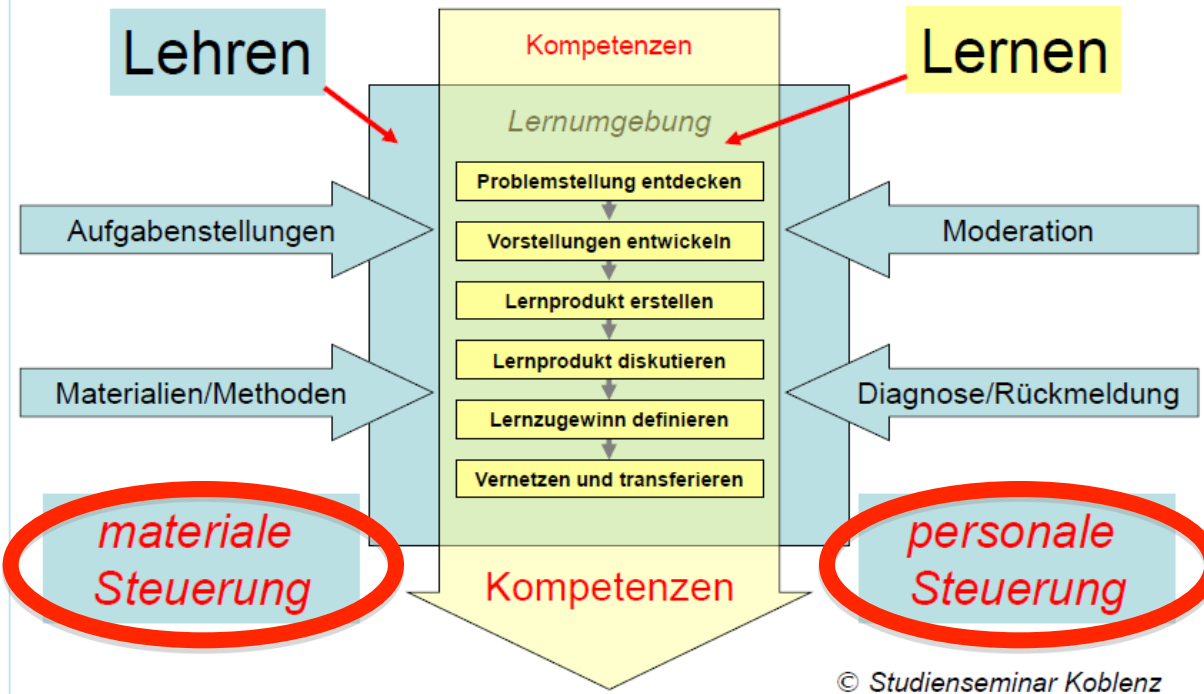 Lehren
Kompetenzen
Lernen
Lernumgebung
Problemstellung entdecken
Aufgabenstellungen
Vorstellungen entwickeln
Moderation
Lernprodukt erstellen
Lernprodukt diskutieren
Materialien/Methoden
Diagnose/Rückmeldung
Lernzugewinn definieren
Vernetzen und transferieren
materiale
Steuerung
Kompetenzen
personale
Steuerung
© Studienseminar Koblenz